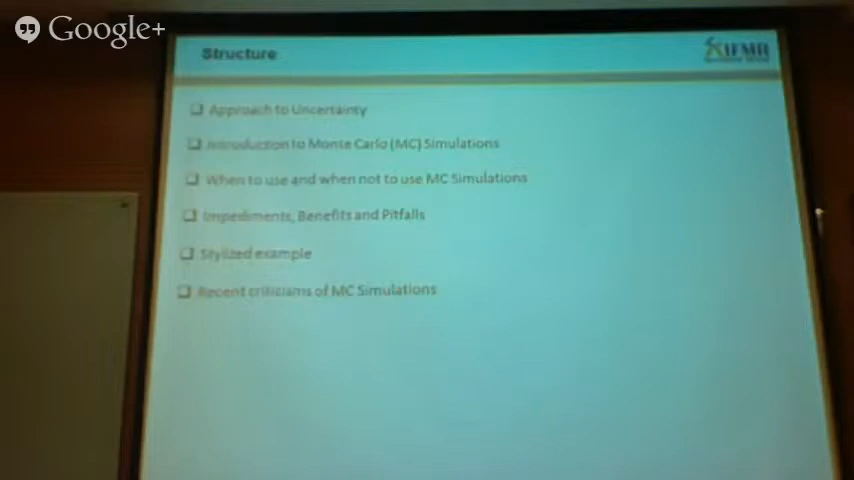 Google+
Structure
IFMR
Approach to Uncertainty
Introduction to Monte Carlo (MC) Simulations
When to use and when not to use MC Simulations
Impediments, Benefits and Pitfalls
Stylized example
Recent criticisms of MC Simulations